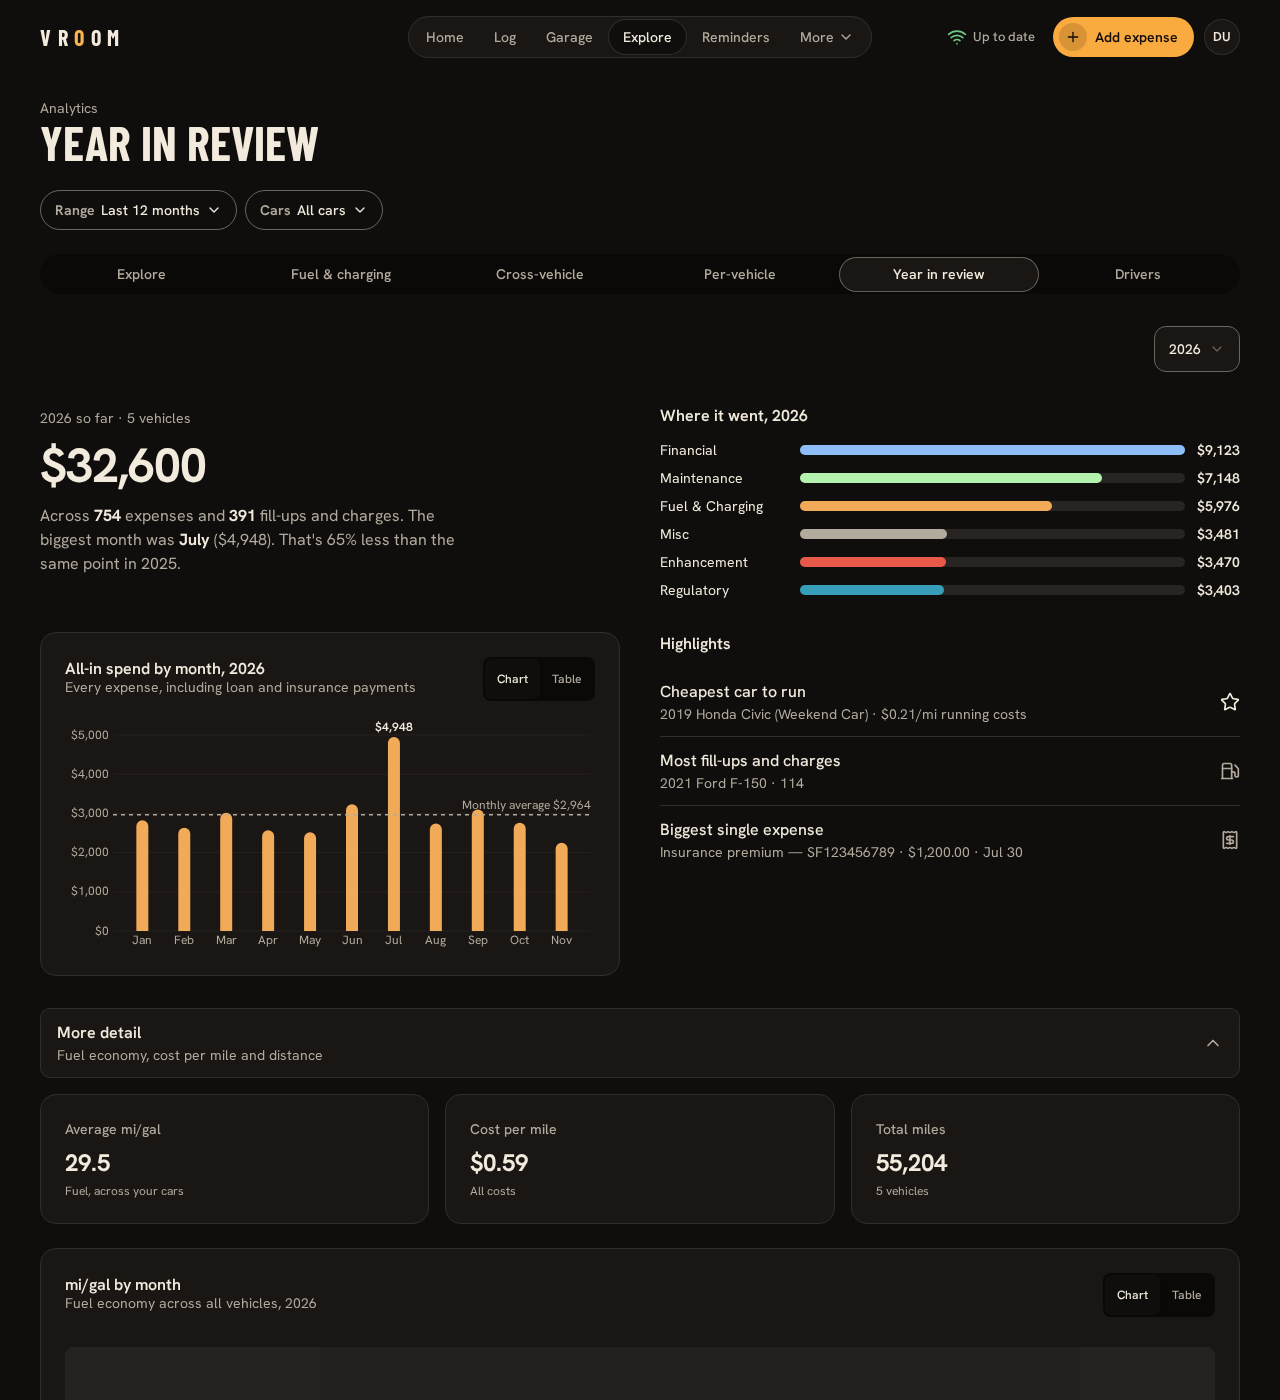 VROOM
Home Log Garage Explore Reminders More
Up to date
Add expense
DU
Analytics
YEAR IN REVIEW
Range Last 12 months
Cars All cars
Explore Fuel & charging Cross-vehicle Per-vehicle Year in review Drivers
2026
2026 so far · 5 vehicles
$32,600
Across 754 expenses and 391 fill-ups and charges. The
biggest month was July ($4,948). That's 65% less than the
same point in 2025.
Where it went, 2026
Financial $9,123
Maintenance $7,148
Fuel & Charging $5,976
Misc $3,481
Enhancement $3,470
Regulatory $3,403
All-in spend by month, 2026
Every expense, including loan and insurance payments
Chart Table
$4,948
$5,000
$4,000
Monthly average $2,964
$3,000
$2,000
$1,000
$0
Jan Feb Mar Apr May Jun Jul Aug Sep Oct Nov
Highlights
Cheapest car to run
2019 Honda Civic (Weekend Car) · $0.21/mi running costs
Most fill-ups and charges
2021 Ford F-150 · 114
Biggest single expense
Insurance premium — SF123456789 · $1,200.00 · Jul 30
More detail
Fuel economy, cost per mile and distance
Average mi/gal
29.5
Fuel, across your cars
Cost per mile
$0.59
All costs
Total miles
55,204
5 vehicles
mi/gal by month
Fuel economy across all vehicles, 2026
Chart Table